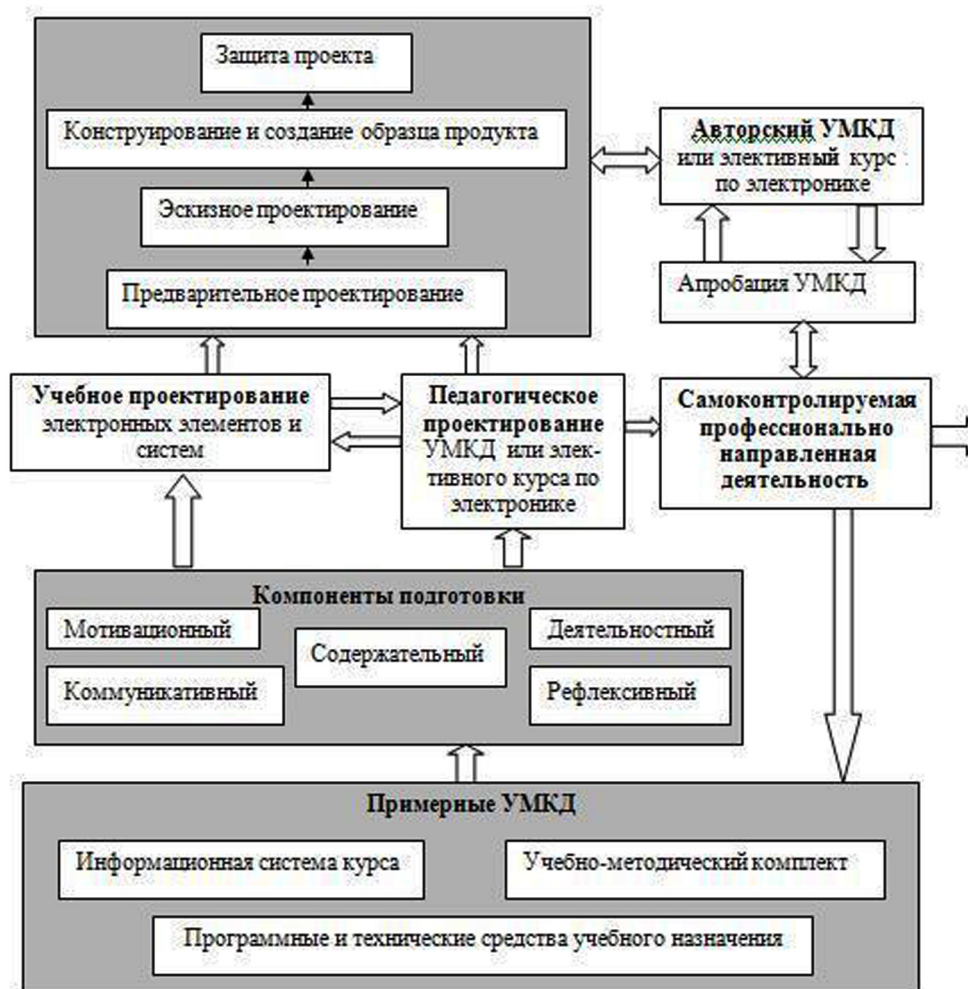 Защита проекта
Конструирование и создание образца продукта
Эскизное проектирование
Предварительное проектирование
Авторский УМКД
или элективный курс
по электронике
Апробация УМКД
Учебное проектирование
электронных элементов и
систем
Педагогическое
проектирование
УМКД или элек-
тивного курса по
электронике
Самоконтролируемая
профессионально
направленная
деятельность
Компоненты подготовки
Мотивационный
Содержательный
Деятельностный
Коммуникативный
Рефлексивный
Примерные УМКД
Информационная система курса
Учебно-методический комплект
Программные и технические средства учебного назначения